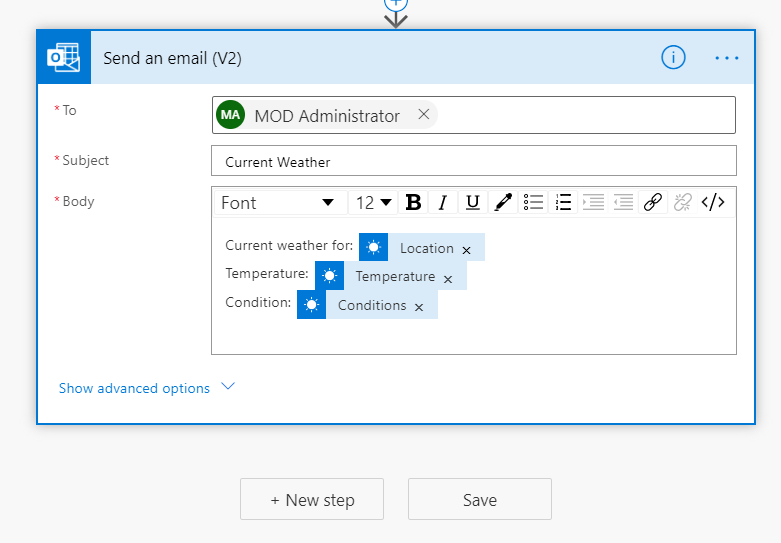 Send an email (V2)
* To
MA MOD Administrator
* Subject
Current Weather
* Body
Font 12 B I U </>
Current weather for: Location ×
Temperature: Temperature ×
Condition: Conditions ×
Show advanced options
+ New step
Save